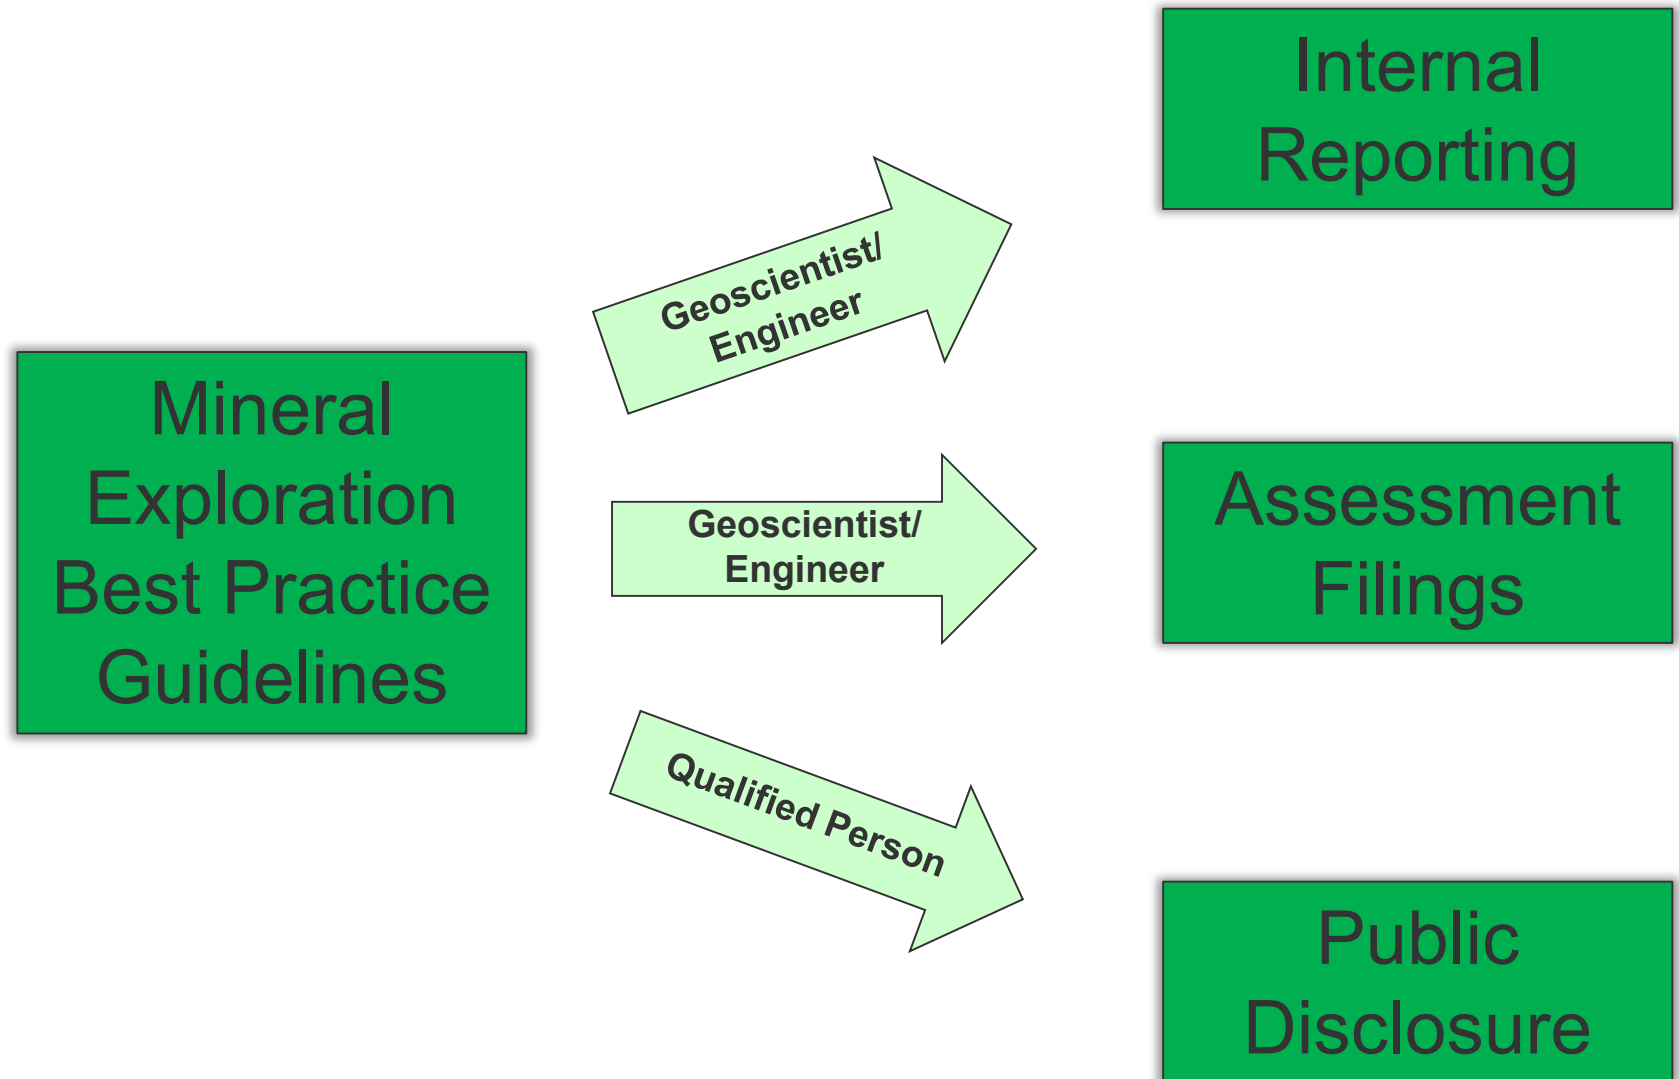 Mineral
Exploration
Best Practice
Guidelines
Geoscientist/
Engineer
Internal
Reporting
Geoscientist/
Engineer
Assessment
Filings
Qualified Person
Public
Disclosure